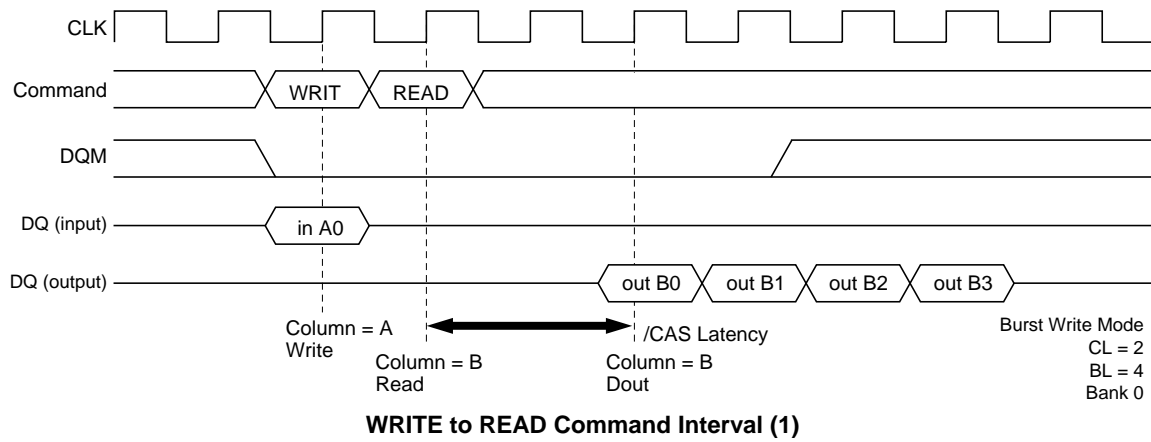 CLK
Command
WRIT
READ
DQM
DQ (input)
in A0
DQ (output)
out B0
out B1
out B2
out B3
Column = A
Write
/CAS Latency
Column = B
Read
Column = B
Dout
Burst Write Mode
CL = 2
BL = 4
Bank 0
WRITE to READ Command Interval (1)